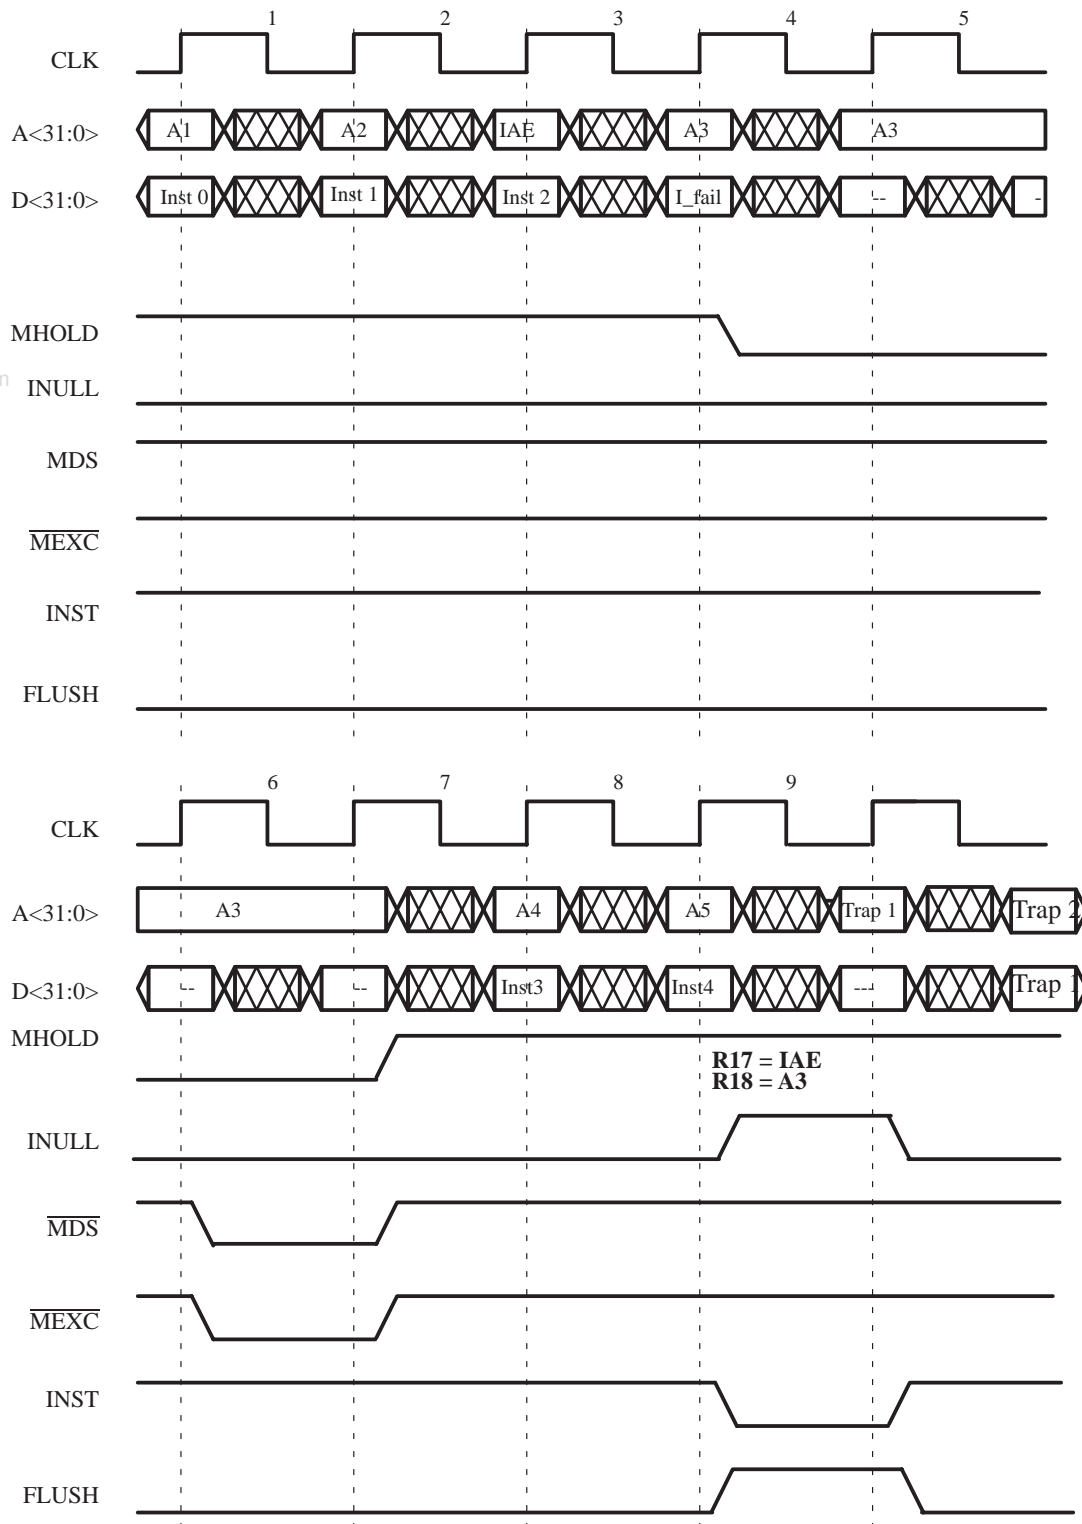 1 2 3 4 5
CLK
A<31:0> A1 A2 IAE A3 A3
D<31:0> Inst 0 Inst 1 Inst 2 I_fail -- -
MHOLD
INULL
MDS
MEXC
INST
FLUSH
6 7 8 9
CLK
A<31:0> A3 A4 A5 Trap 1 Trap 2
D<31:0> -- -- Inst3 Inst4 --- Trap 1
MHOLD
R17 = IAE
R18 = A3
INULL
MDS
MEXC
INST
FLUSH